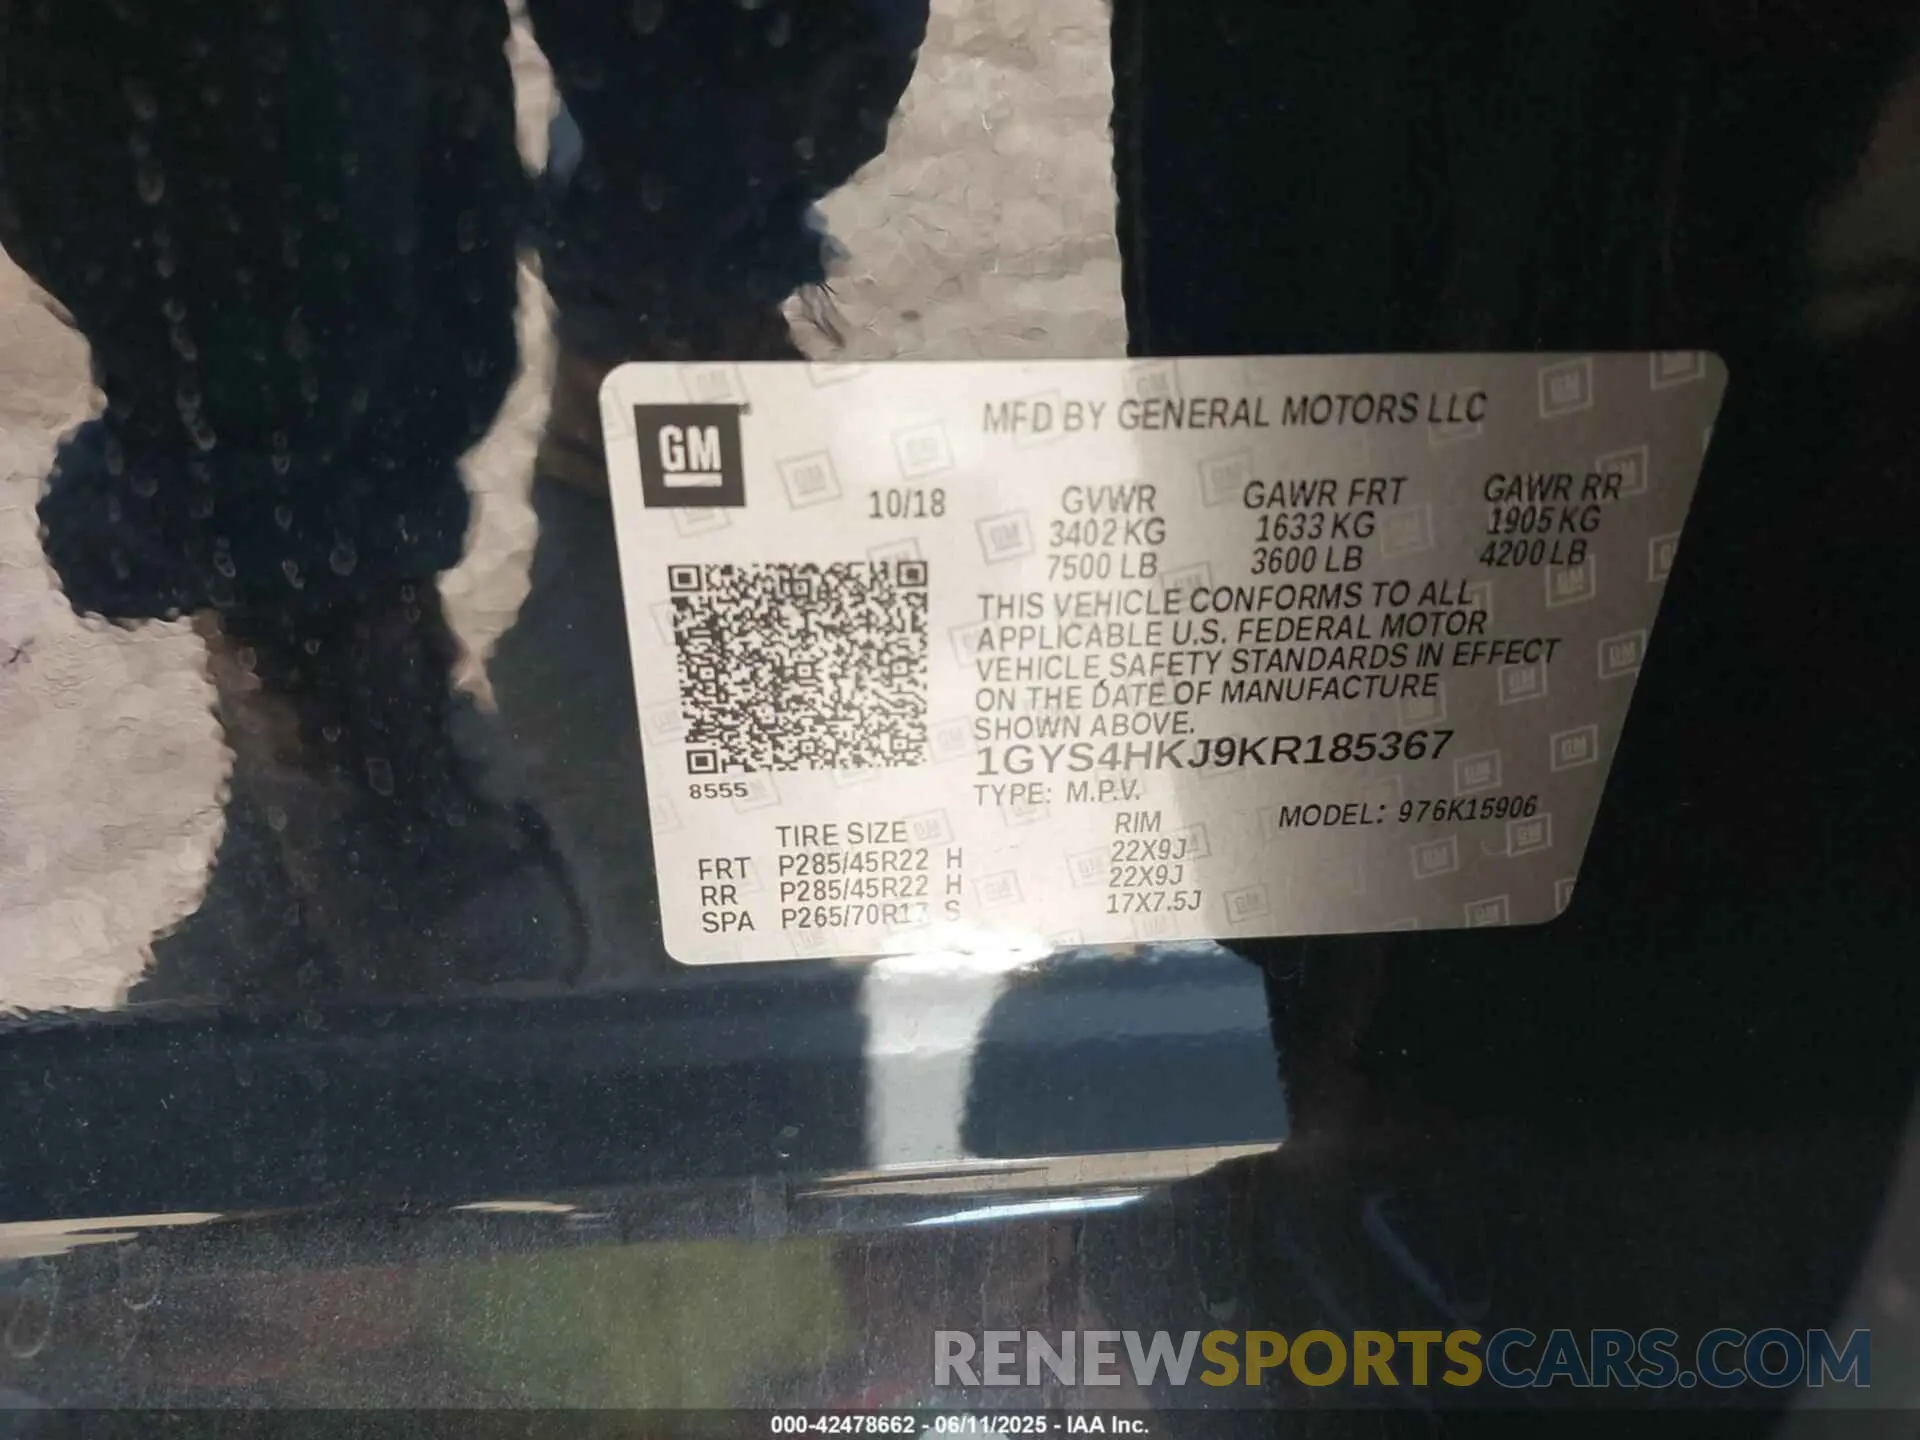 GM
MFD BY GENERAL MOTORS LLC
10/18
GVWR GAWR FRT GAWR RR
3402 KG 1633 KG 1905 KG
7500 LB 3600 LB 4200 LB
THIS VEHICLE CONFORMS TO ALL
APPLICABLE U.S. FEDERAL MOTOR
VEHICLE SAFETY STANDARDS IN EFFECT
ON THE DATE OF MANUFACTURE
SHOWN ABOVE.
1GYS4HKJ9KR185367
8555
TYPE: M.P.V. MODEL: 976K15906
TIRE SIZE RIM
FRT P285/45R22 H 22X9J
RR P285/45R22 H 22X9J
SPA P265/70R17 S 17X7.5J
RENEWSPORTSCARS.COM
000-42478662 - 06/11/2025 - IAA Inc.